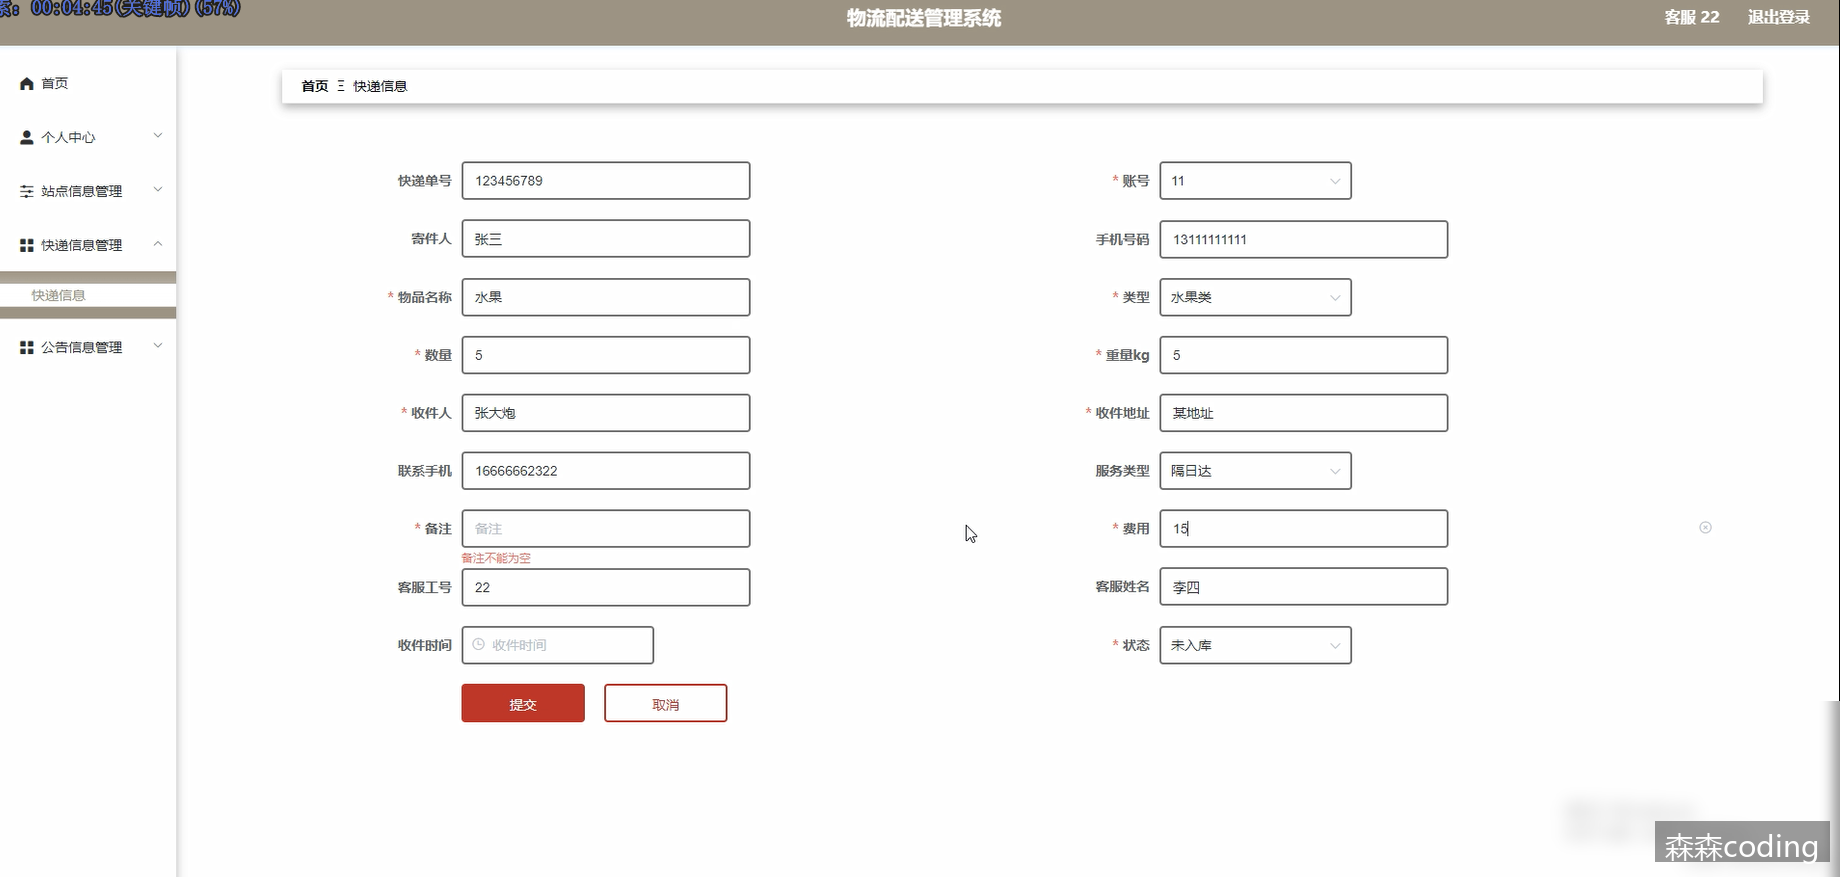 索: 00:04:45(关键帧)(57%)
物流配送管理系统
客服 22 退出登录
首页
个人中心
站点信息管理
快递信息管理
快递信息
公告信息管理
首页 Ξ 快递信息
快递单号 123456789
* 账号 11
寄件人 张三
手机号码 13111111111
* 物品名称 水果
* 类型 水果类
* 数量 5
* 重量kg 5
* 收件人 张大炮
* 收件地址 某地址
联系手机 16666662322
服务类型 隔日达
* 备注 备注
备注不能为空
* 费用 15
客服工号 22
客服姓名 李四
收件时间 收件时间
* 状态 未入库
提交 取消
森森coding